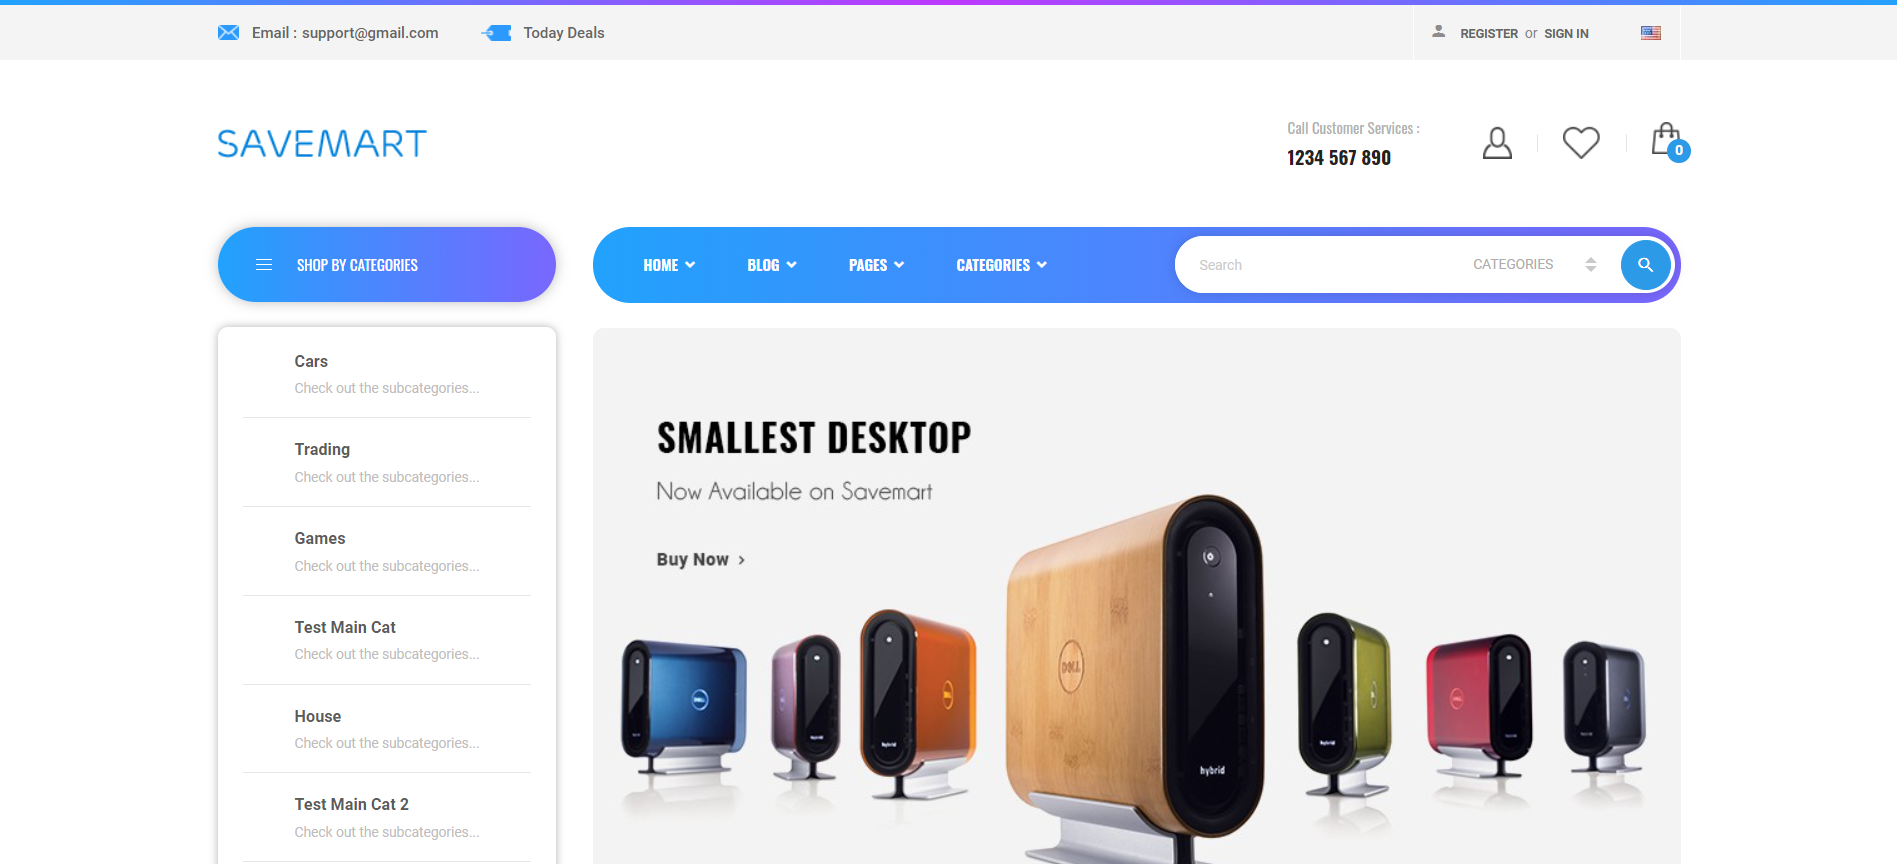 Email : support@gmail.com
Today Deals
REGISTER or SIGN IN
SAVEMART
Call Customer Services :
1234 567 890
0
SHOP BY CATEGORIES
HOME
BLOG
PAGES
CATEGORIES
Search
CATEGORIES
Cars
Check out the subcategories...
Trading
Check out the subcategories...
Games
Check out the subcategories...
Test Main Cat
Check out the subcategories...
House
Check out the subcategories...
Test Main Cat 2
Check out the subcategories...
SMALLEST DESKTOP
Now Available on Savemart
Buy Now
DELL
hybrid
hybrid
hybrid